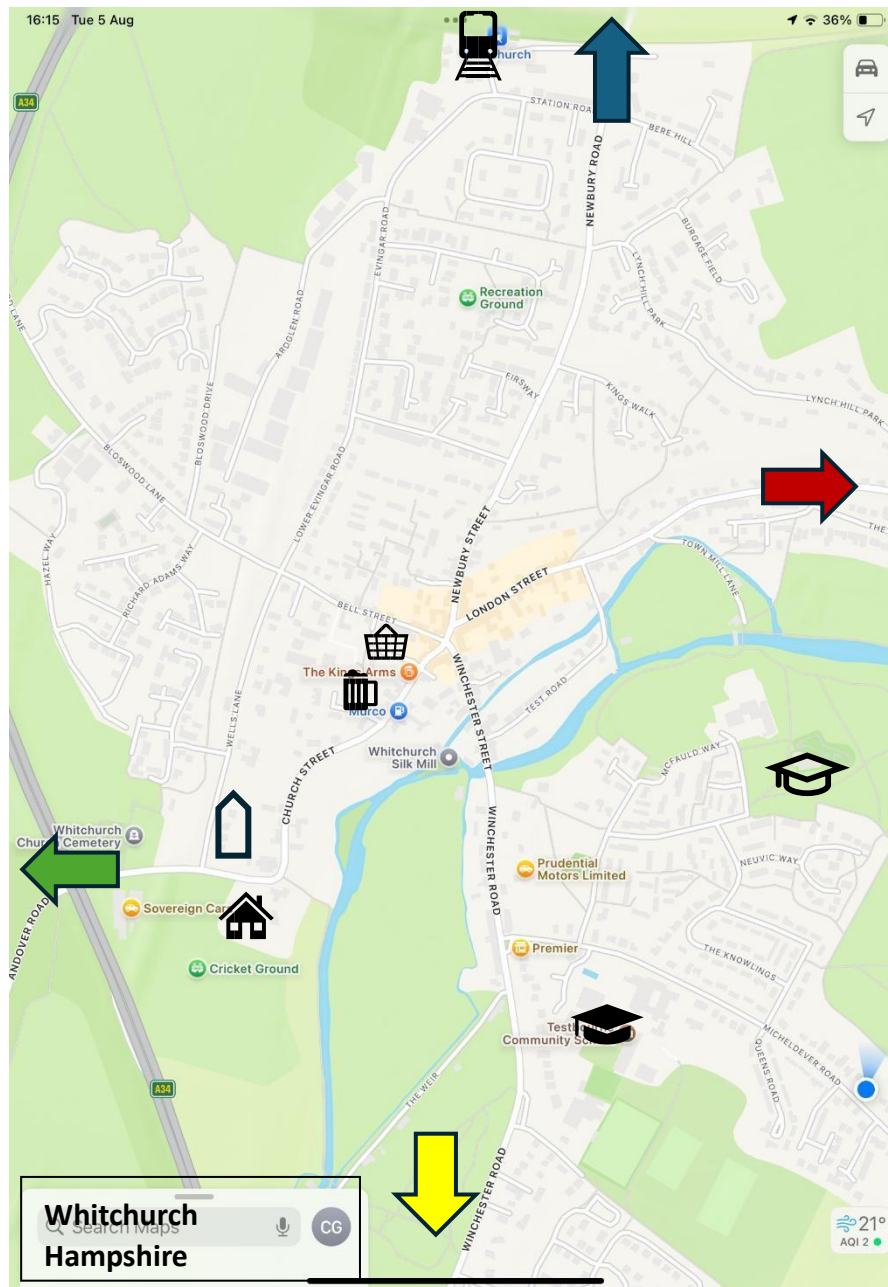 16:15 Tue 5 Aug
36%
A34
church
STATION ROAD
BERE HILL
NEWBURY ROAD
BURGAGE FIELD
EVINGAR ROAD
Recreation
Ground
LYNCH HILL PARK
ARDGLEN ROAD
FIRSWAY
KINGS WALK
LYNCH HILL PARK
BLOSWOOD DRIVE
BLOSWOOD LANE
LOWER EVINGAR ROAD
HAZEL WAY
RICHARD ADAMS WAY
NEWBURY STREET
LONDON STREET
THE
TOWN MILL LANE
BELL STREET
The Kings Arms
WINCHESTER STREET
TEST ROAD
Murco
WELLS LANE
Whitchurch
Silk Mill
MCFAULD WAY
CHURCH STREET
Whitchurch
Church Cemetery
WINCHESTER ROAD
Prudential
Motors Limited
NEUVIC WAY
ANDOVER ROAD
Sovereign
Premier
THE KNOWLINGS
Cricket Ground
Community
MICHELDEVER ROAD
QUEENS ROAD
A34
THE WEIR
WINCHESTER ROAD
Whitchurch
Search Maps
CG
Hampshire
21°
AQI 2